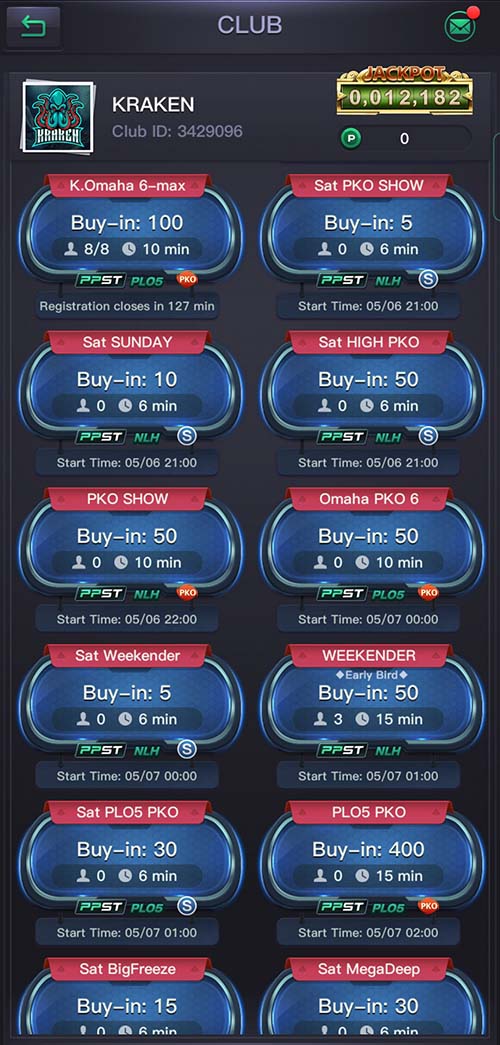 CLUB
JACKPOT
0,012,182
KRAKEN
KRAKEN
Club ID: 3429096
P 0
K.Omaha 6-max
Buy-in: 100
8/8 10 min
PPST PLO5 PKO
Registration closes in 127 min
Sat PKO SHOW
Buy-in: 5
0 6 min
PPST NLH S
Start Time: 05/06 21:00
Sat SUNDAY
Buy-in: 10
0 6 min
PPST NLH S
Start Time: 05/06 21:00
Sat HIGH PKO
Buy-in: 50
0 6 min
PPST NLH S
Start Time: 05/06 21:00
PKO SHOW
Buy-in: 50
0 10 min
PPST NLH PKO
Start Time: 05/06 22:00
Omaha PKO 6
Buy-in: 50
0 10 min
PPST PLO5 PKO
Start Time: 05/07 00:00
Sat Weekender
Buy-in: 5
0 6 min
PPST NLH S
Start Time: 05/07 00:00
WEEKENDER
◆Early Bird◆
Buy-in: 50
3 15 min
PPST NLH
Start Time: 05/07 01:00
Sat PLO5 PKO
Buy-in: 30
0 6 min
PPST PLO5 S
Start Time: 05/07 01:00
PLO5 PKO
Buy-in: 400
0 15 min
PPST PLO5 PKO
Start Time: 05/07 02:00
Sat BigFreeze
Buy-in: 15
0 6 min
Sat MegaDeep
Buy-in: 30
0 6 min